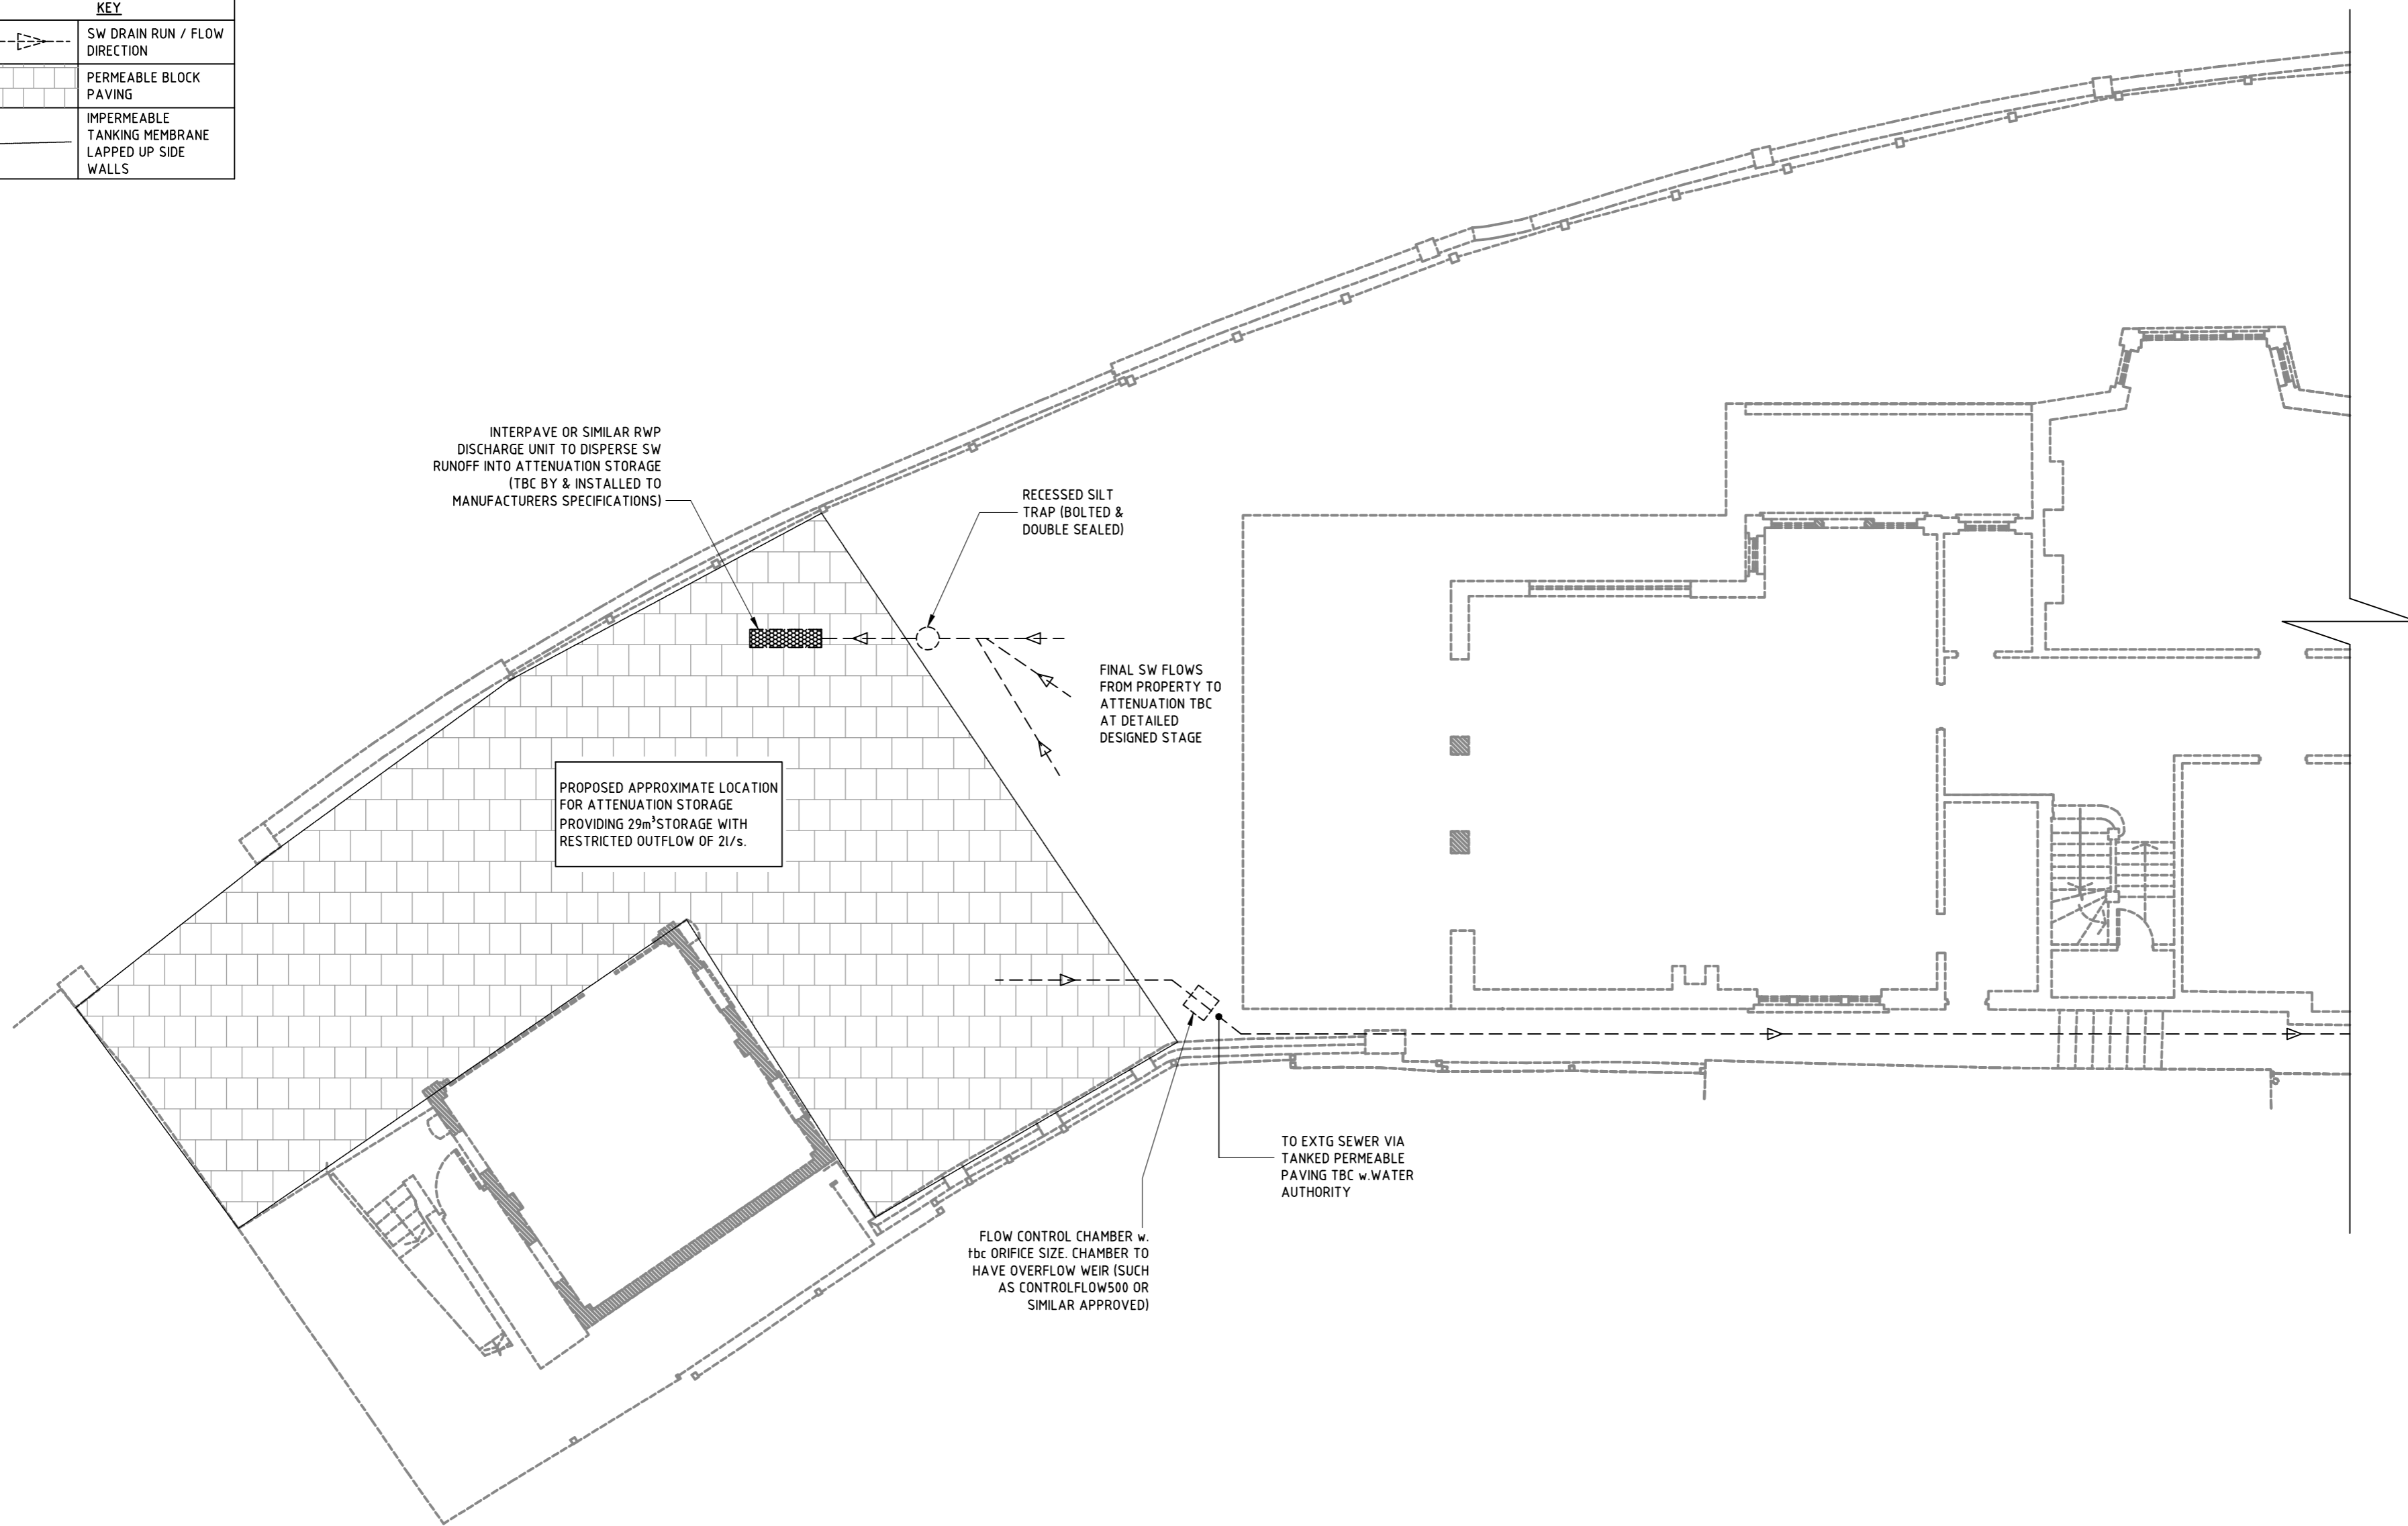 KEY
SW DRAIN RUN / FLOW
DIRECTION
PERMEABLE BLOCK
PAVING
IMPERMEABLE
TANKING MEMBRANE
LAPPED UP SIDE
WALLS
INTERPAVE OR SIMILAR RWP
DISCHARGE UNIT TO DISPERSE SW
RUNOFF INTO ATTENUATION STORAGE
(TBC BY & INSTALLED TO
MANUFACTURERS SPECIFICATIONS)
RECESSED SILT
TRAP (BOLTED &
DOUBLE SEALED)
FINAL SW FLOWS
FROM PROPERTY TO
ATTENUATION TBC
AT DETAILED
DESIGNED STAGE
PROPOSED APPROXIMATE LOCATION
FOR ATTENUATION STORAGE
PROVIDING 29m³STORAGE WITH
RESTRICTED OUTFLOW OF 2l/s.
TO EXTG SEWER VIA
TANKED PERMEABLE
PAVING TBC w.WATER
AUTHORITY
FLOW CONTROL CHAMBER w.
tbc ORIFICE SIZE. CHAMBER TO
HAVE OVERFLOW WEIR (SUCH
AS CONTROLFLOW500 OR
SIMILAR APPROVED)